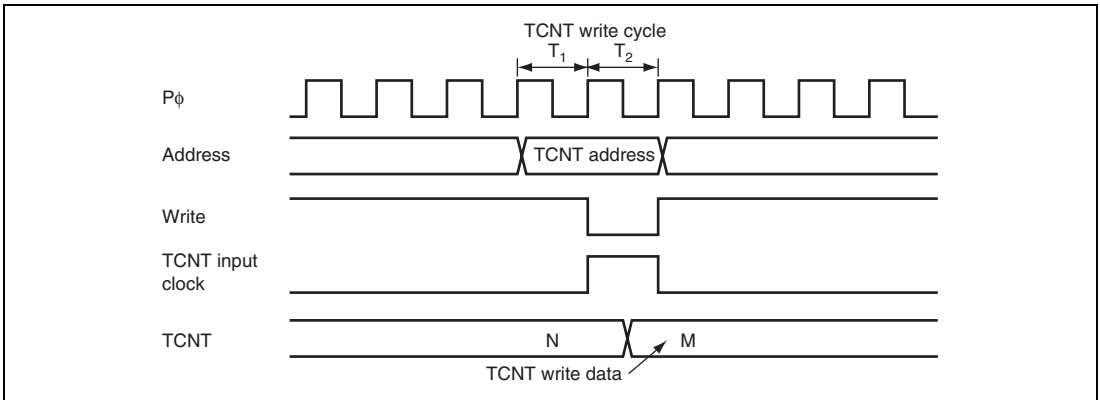 TCNT write cycle
T1 T2
Pϕ
Address
TCNT address
Write
TCNT input
clock
TCNT
N
M
TCNT write data